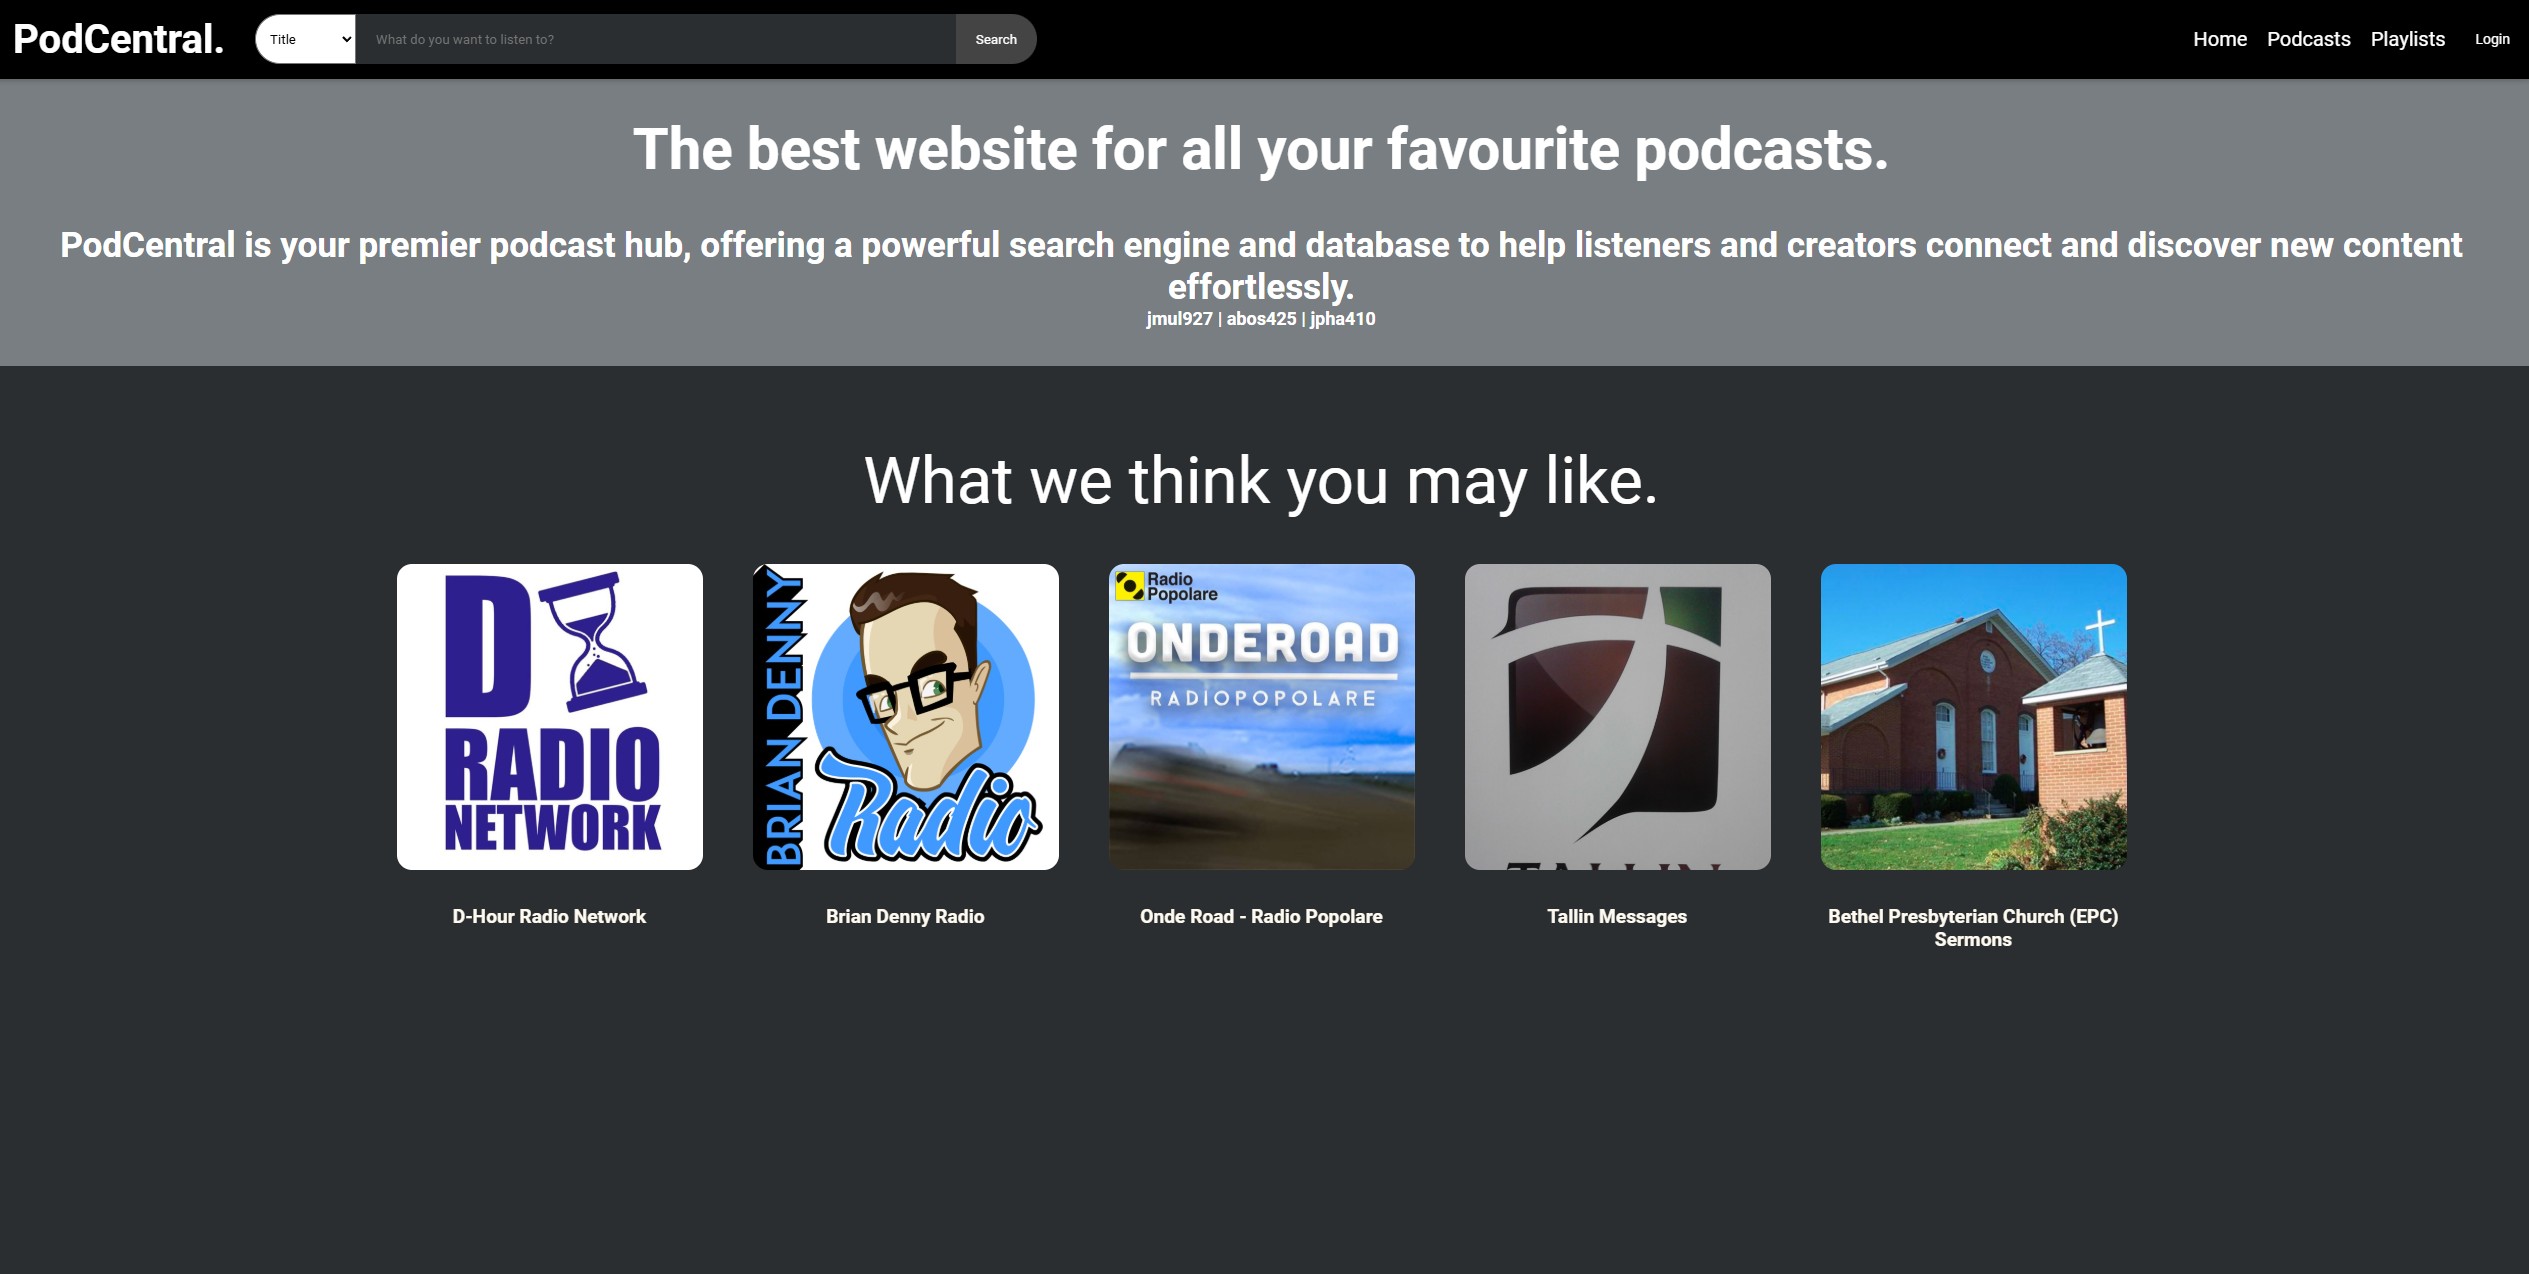 PodCentral.
Title
What do you want to listen to?
Search
Home
Podcasts
Playlists
Login
The best website for all your favourite podcasts.
PodCentral is your premier podcast hub, offering a powerful search engine and database to help listeners and creators connect and discover new content
effortlessly.
jmul927 | abos425 | jpha410
What we think you may like.
D
RADIO
NETWORK
BRIAN DENNY
Radio
Radio
Popolare
ONDEROAD
RADIOPOPOLARE
TALLIN
D-Hour Radio Network
Brian Denny Radio
Onde Road - Radio Popolare
Tallin Messages
Bethel Presbyterian Church (EPC)
Sermons